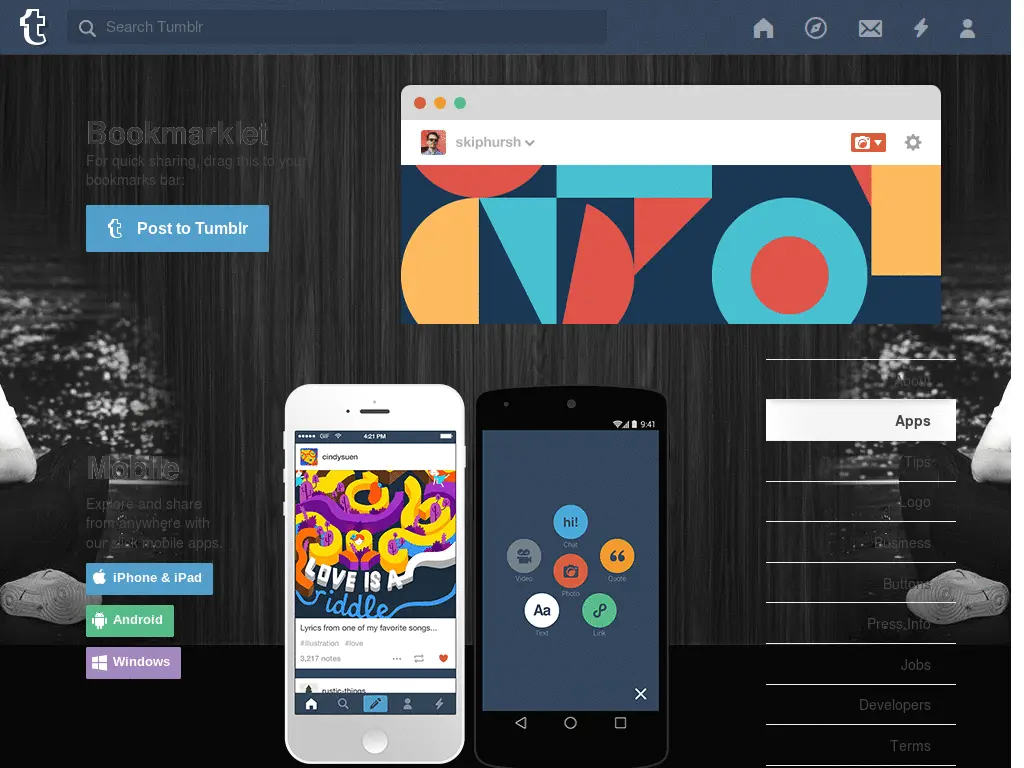 Search Tumblr
Bookmarklet
For quick sharing, drag this to your
bookmarks bar:
Post to Tumblr
skiphursh
Mobile
Explore and share
from anywhere with
our slick mobile apps.
iPhone & iPad
Android
Windows
GIF
4:21 PM
cindysuen
LOVE IS A
riddle
Lyrics from one of my favorite songs...
#illustration #love
3,217 notes
rustic-things
9:41
hi!
Chat
Video
Quote
Photo
Aa
Text
Link
About
Apps
Tips
Logo
Business
Buttons
Press Info
Jobs
Developers
Terms